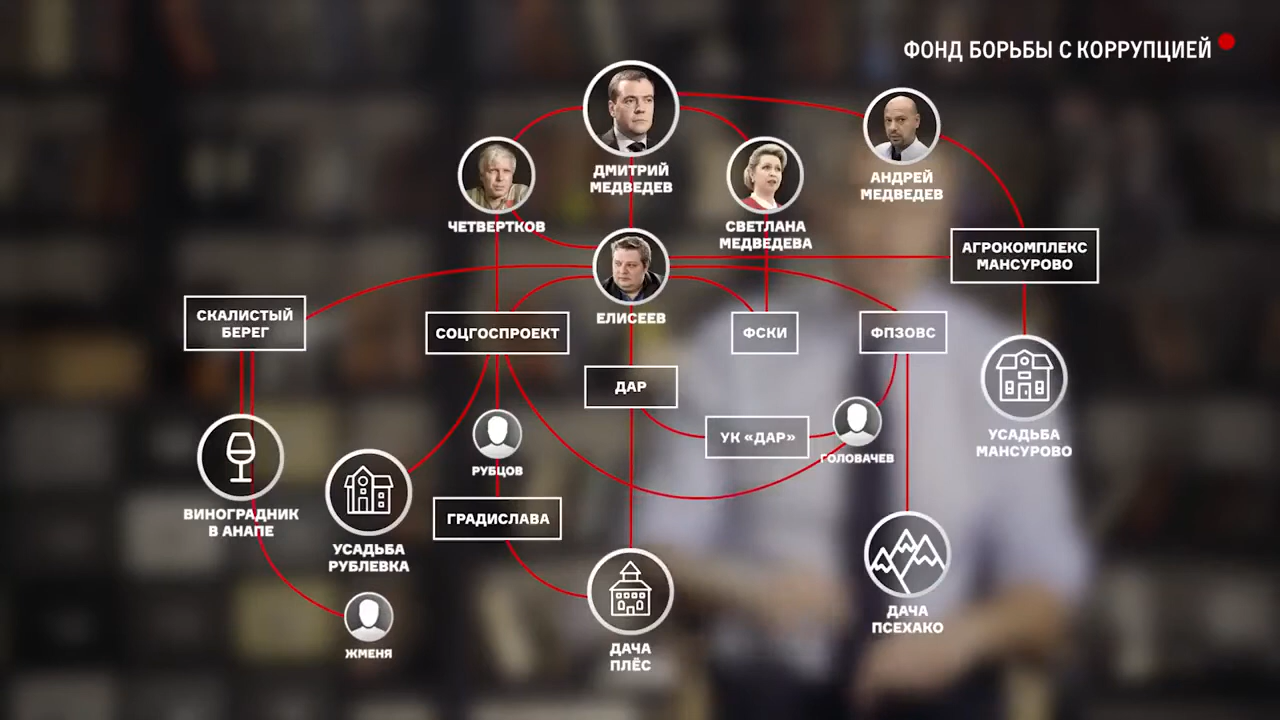 ФОНД БОРЬБЫ С КОРРУПЦИЕЙ
ДМИТРИЙ
МЕДВЕДЕВ
АНДРЕЙ
МЕДВЕДЕВ
ЧЕТВЕРТКОВ
СВЕТЛАНА
МЕДВЕДЕВА
АГРОКОМПЛЕКС
МАНСУРОВО
ЕЛИСЕЕВ
СКАЛИСТЫЙ
БЕРЕГ
СОЦГОСПРОЕКТ
ФСКИ
ФПЗОВС
ДАР
УК «ДАР»
ГОЛОВАЧЕВ
УСАДЬБА
МАНСУРОВО
РУБЦОВ
ВИНОГРАДНИК
В АНАПЕ
ГРАДИСЛАВА
УСАДЬБА
РУБЛЕВКА
ДАЧА
ПСЕХАКО
ЖМЕНЯ
ДАЧА
ПЛЁС